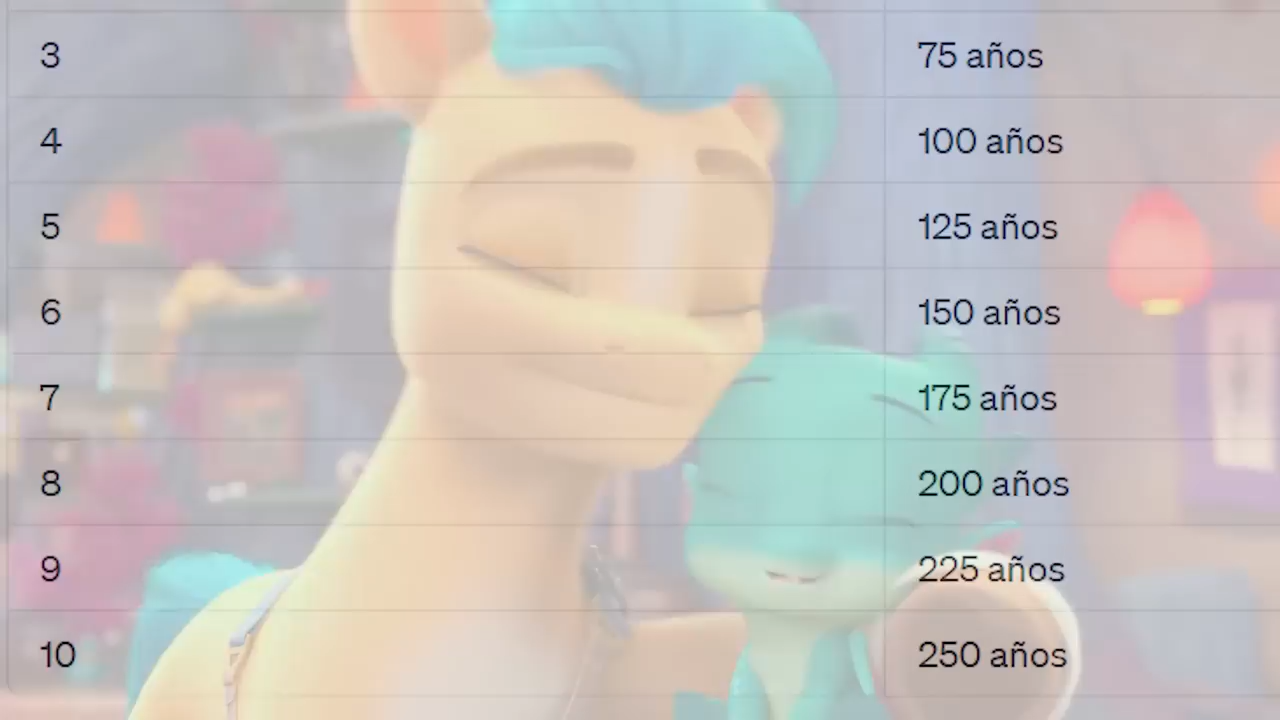 3 75 años
4 100 años
5 125 años
6 150 años
7 175 años
8 200 años
9 225 años
10 250 años